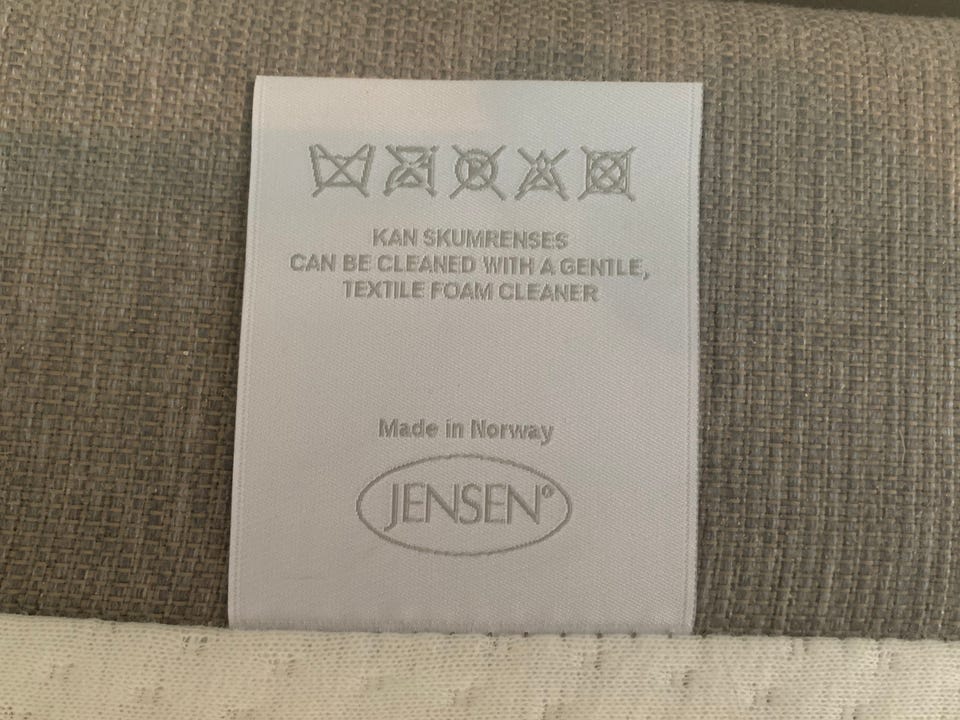 KAN SKUMRENSES
CAN BE CLEANED WITH A GENTLE,
TEXTILE FOAM CLEANER
Made in Norway
JENSEN®